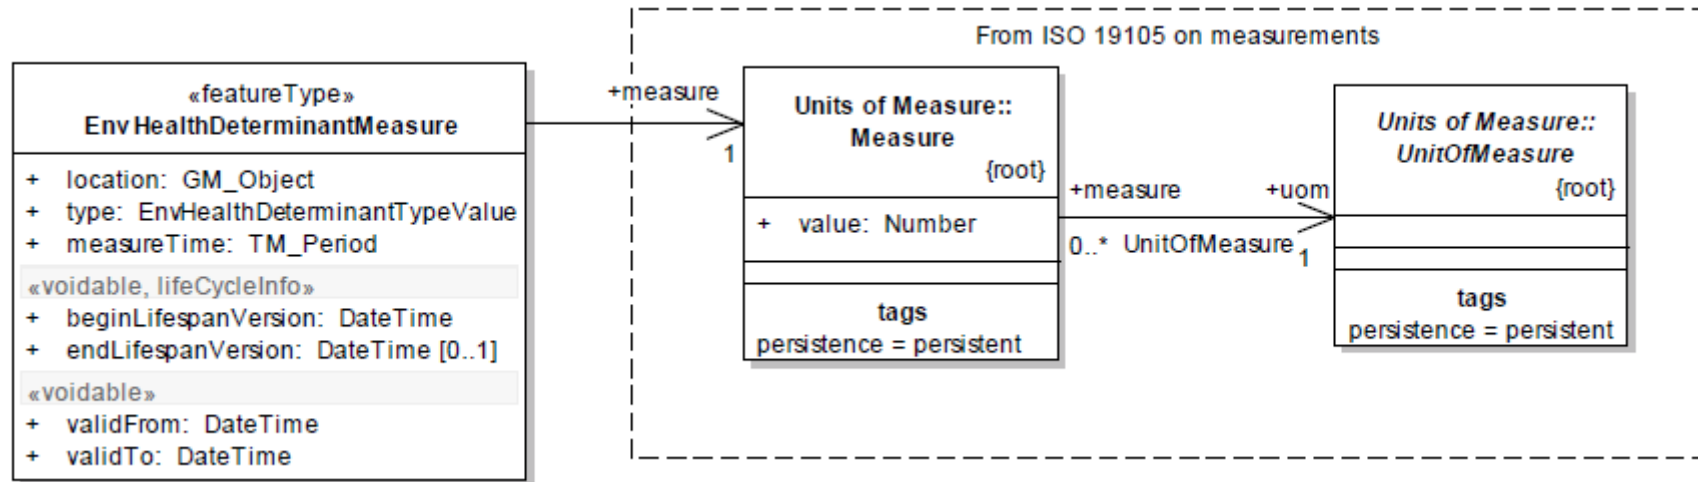 From ISO 19105 on measurements
«featureType»
EnvHealthDeterminantMeasure
+ location: GM_Object
+ type: EnvHealthDeterminantTypeValue
+ measureTime: TM_Period
«voidable, lifeCycleInfo»
+ beginLifespanVersion: DateTime
+ endLifespanVersion: DateTime [0..1]
«voidable»
+ validFrom: DateTime
+ validTo: DateTime
+measure
1
Units of Measure::
Measure
{root}
+ value: Number
tags
persistence = persistent
+measure
+uom
0..* UnitOfMeasure
1
Units of Measure::
UnitOfMeasure
{root}
tags
persistence = persistent